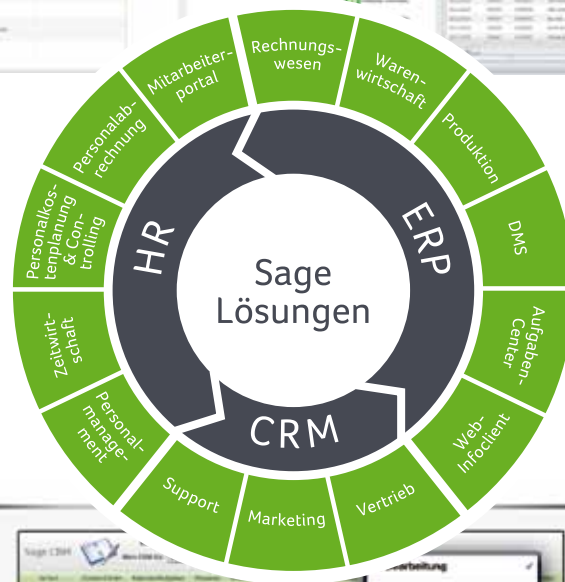 Sage
Lösungen
HR
ERP
CRM
Rechnungs-
wesen
Waren-
wirtschaft
Produktion
DMS
Aufgaben-
Center
Web-
Infoclient
Vertrieb
Marketing
Support
Personal-
manage-
ment
Zeitwirt-
schaft
Personalkos-
tenplanung
& Con-
trolling
Personalab-
rechnung
Mitarbeiter-
portal
Sage CRM